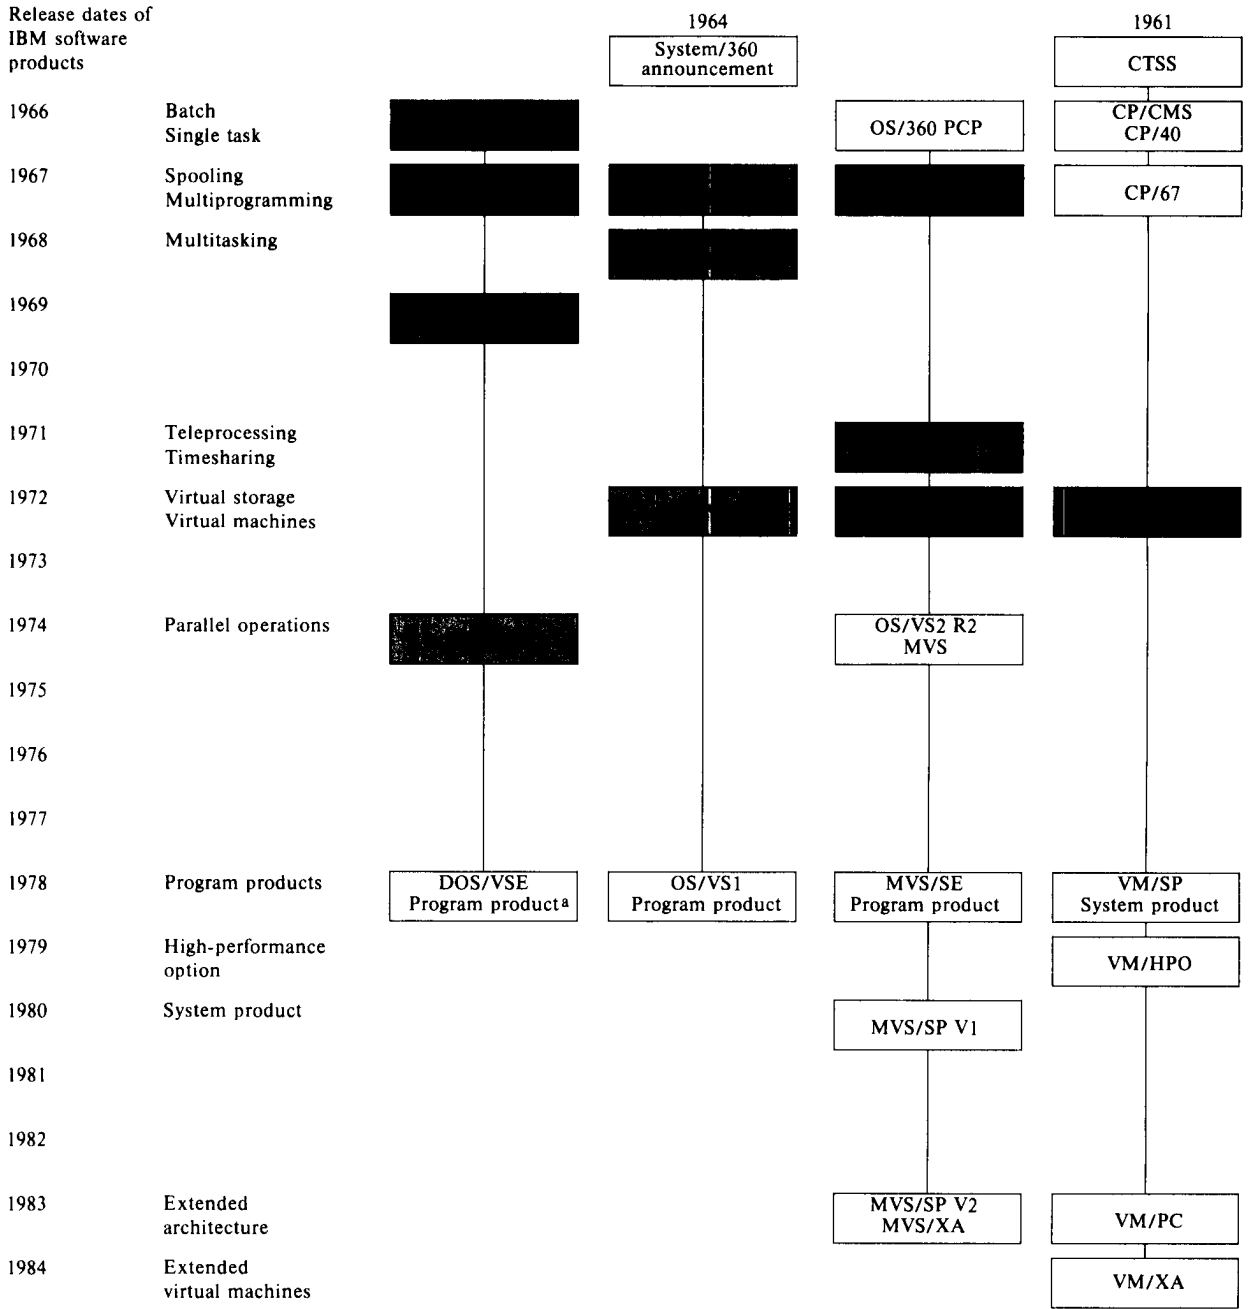 Release dates of
IBM software
products
1964
System/360
announcement
1961
CTSS
1966
Batch
Single task
OS/360 PCP
CP/CMS
CP/40
1967
Spooling
Multiprogramming
CP/67
1968
Multitasking
1969
1970
1971
Teleprocessing
Timesharing
1972
Virtual storage
Virtual machines
1973
1974
Parallel operations
OS/VS2 R2
MVS
1975
1976
1977
1978
Program products
DOS/VSE
Program product a
OS/VS1
Program product
MVS/SE
Program product
VM/SP
System product
1979
High-performance
option
VM/HPO
1980
System product
MVS/SP V1
1981
1982
1983
Extended
architecture
MVS/SP V2
MVS/XA
VM/PC
1984
Extended
virtual machines
VM/XA